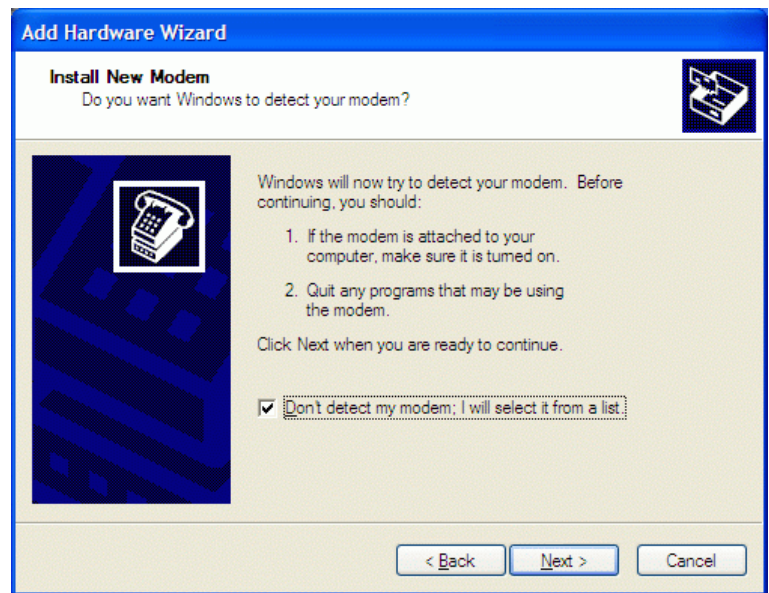 Add Hardware Wizard
Install New Modem
Do you want Windows to detect your modem?
Windows will now try to detect your modem. Before
continuing, you should:
1. If the modem is attached to your
computer, make sure it is turned on.
2. Quit any programs that may be using
the modem.
Click Next when you are ready to continue.
Don't detect my modem; I will select it from a list.
< Back Next > Cancel